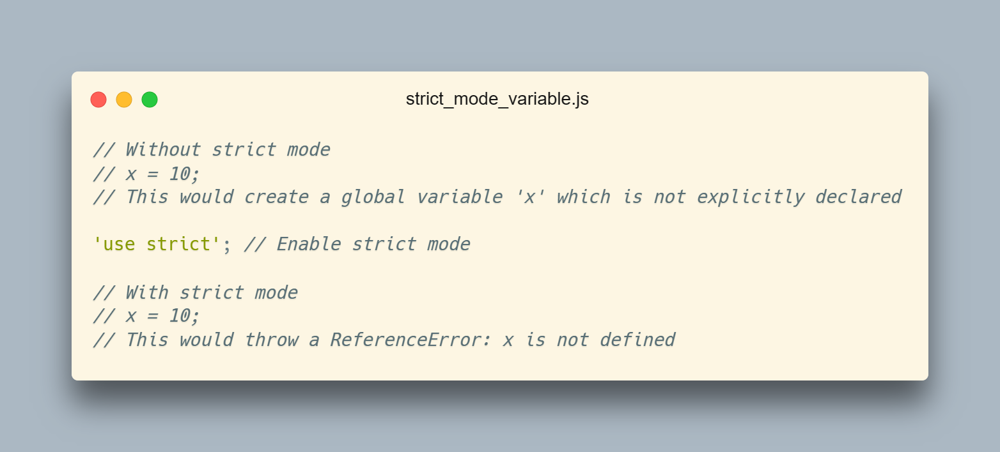 strict_mode_variable.js
// Without strict mode
// x = 10;
// This would create a global variable 'x' which is not explicitly declared
'use strict'; // Enable strict mode
// With strict mode
// x = 10;
// This would throw a ReferenceError: x is not defined